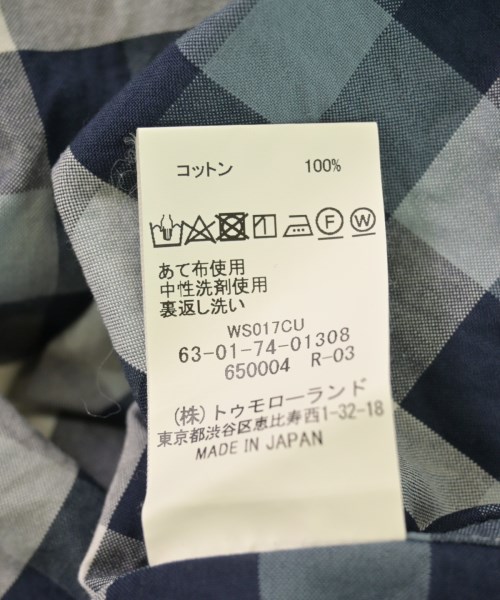 コットン 100%
F W
あて布使用
中性洗剤使用
裏返し洗い
WS017CU
63-01-74-01308
650004 R-03
(株)トゥモローランド
東京都渋谷区恵比寿西1-32-18
MADE IN JAPAN